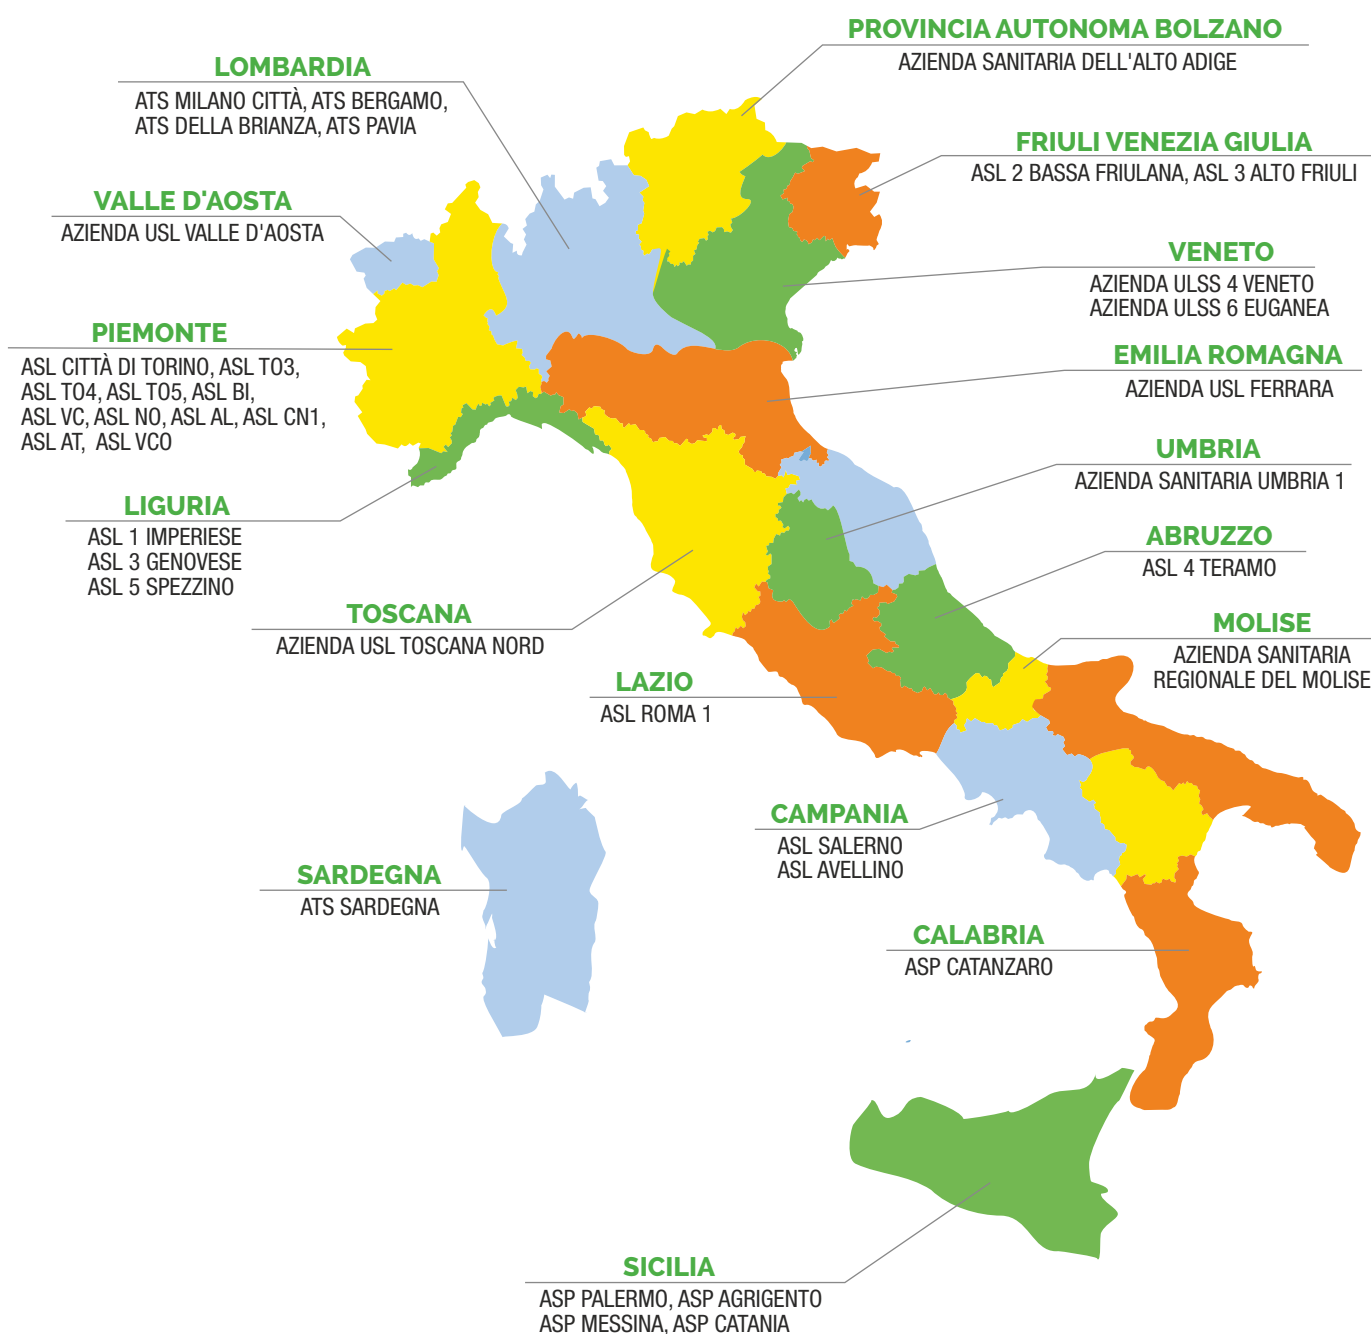 PROVINCIA AUTONOMA BOLZANO
AZIENDA SANITARIA DELL'ALTO ADIGE
LOMBARDIA
ATS MILANO CITTÀ, ATS BERGAMO,
ATS DELLA BRIANZA, ATS PAVIA
FRIULI VENEZIA GIULIA
ASL 2 BASSA FRIULANA, ASL 3 ALTO FRIULI
VALLE D'AOSTA
AZIENDA USL VALLE D'AOSTA
VENETO
AZIENDA ULSS 4 VENETO
AZIENDA ULSS 6 EUGANEA
PIEMONTE
ASL CITTÀ DI TORINO, ASL TO3,
ASL TO4, ASL TO5, ASL BI,
ASL VC, ASL NO, ASL AL, ASL CN1,
ASL AT, ASL VCO
EMILIA ROMAGNA
AZIENDA USL FERRARA
UMBRIA
AZIENDA SANITARIA UMBRIA 1
LIGURIA
ASL 1 IMPERIESE
ASL 3 GENOVESE
ASL 5 SPEZZINO
ABRUZZO
ASL 4 TERAMO
TOSCANA
AZIENDA USL TOSCANA NORD
MOLISE
AZIENDA SANITARIA
REGIONALE DEL MOLISE
LAZIO
ASL ROMA 1
CAMPANIA
ASL SALERNO
ASL AVELLINO
SARDEGNA
ATS SARDEGNA
CALABRIA
ASP CATANZARO
SICILIA
ASP PALERMO, ASP AGRIGENTO
ASP MESSINA, ASP CATANIA